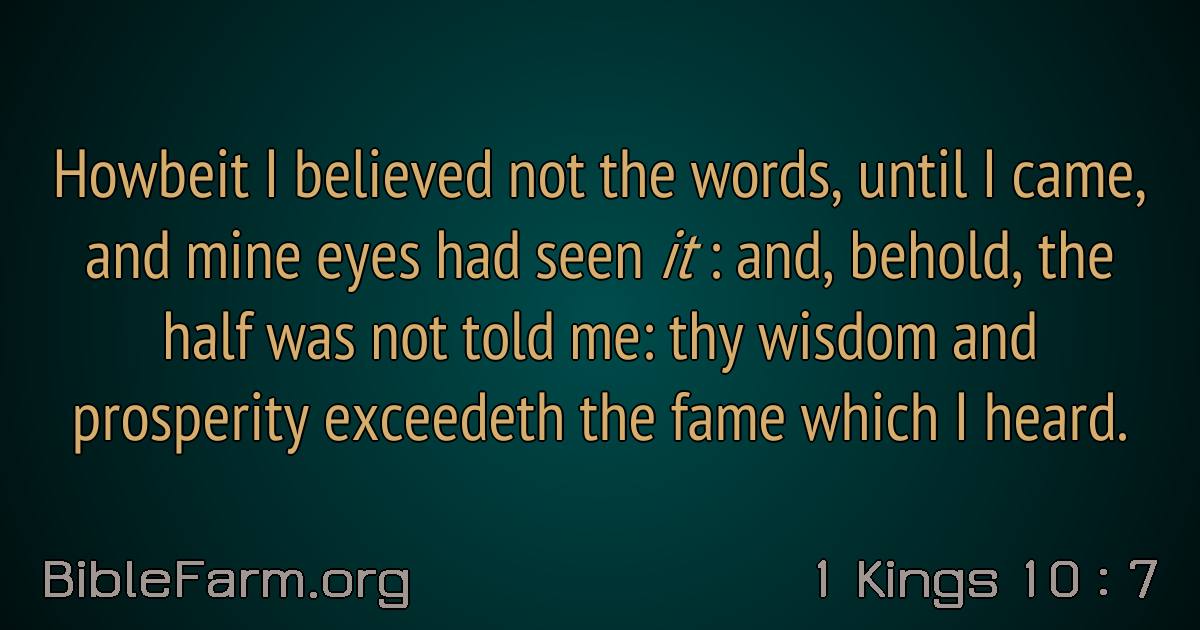 Howbeit I believed not the words, until I came,
and mine eyes had seen it : and, behold, the
half was not told me: thy wisdom and
prosperity exceedeth the fame which I heard.
BibleFarm.org
1 Kings 10 : 7